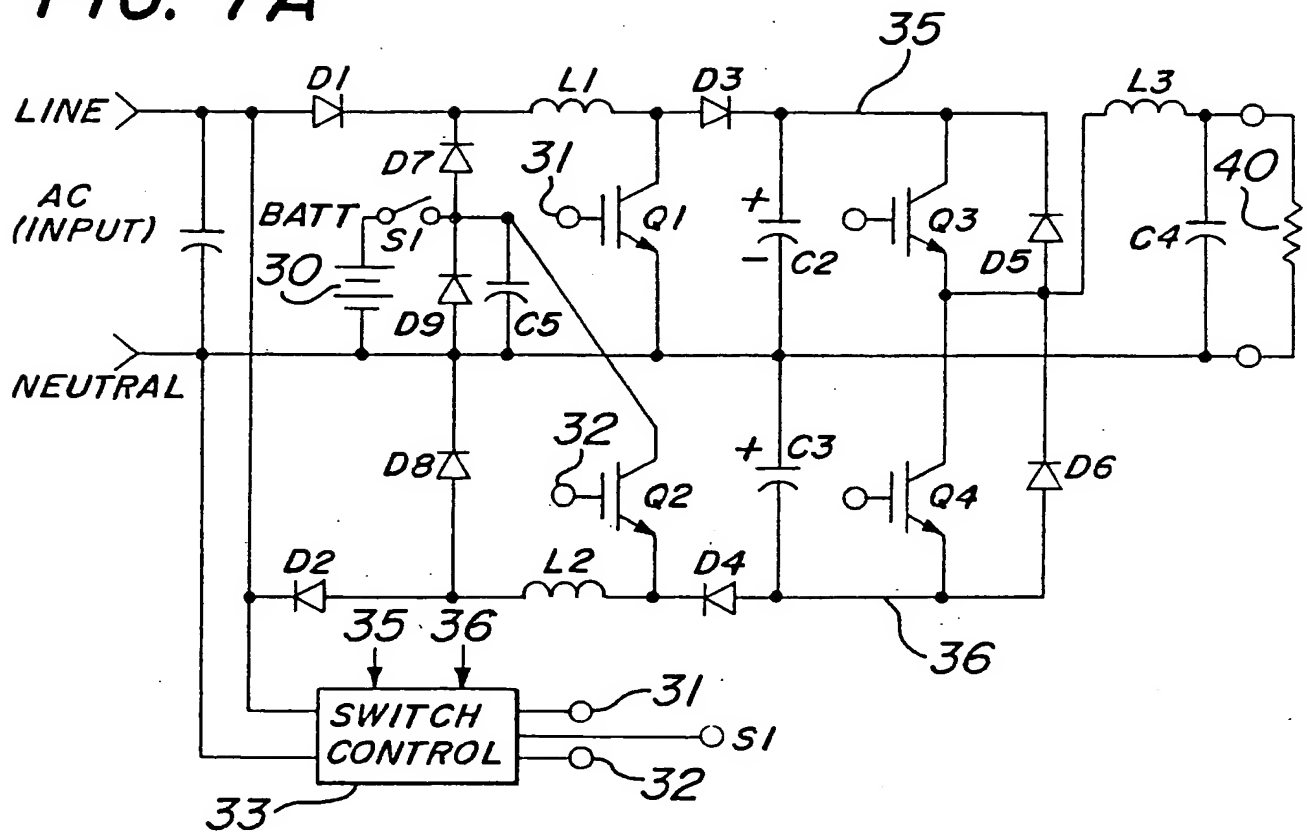 FIG. 7A
35
D1
L1
D3
L3
LINE
D7
31
40
AC
(INPUT)
BATT
S1
Q1
+
Q3
D5
C4
30
-
C2
D9
C5
NEUTRAL
32
+
C3
D8
Q2
Q4
D6
D2
L2
D4
35
36
36
31
SWITCH
CONTROL
S1
32
33